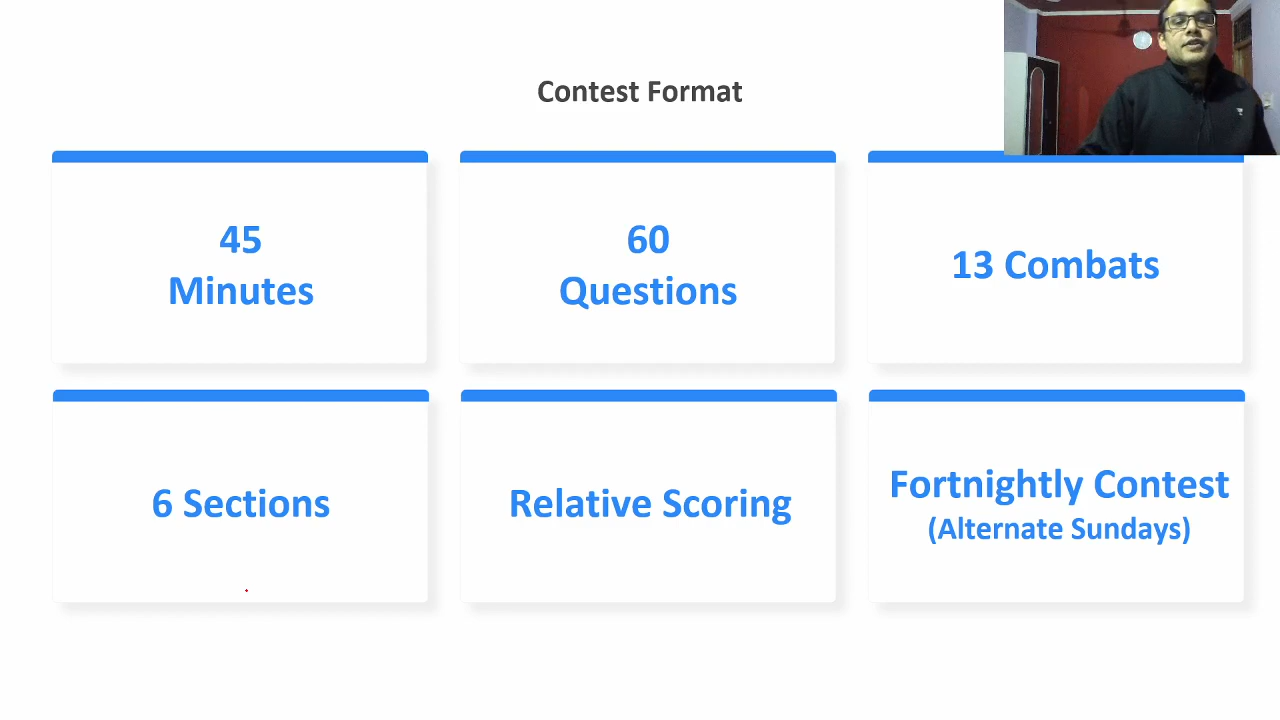 Contest Format
45
Minutes
60
Questions
13 Combats
6 Sections
Relative Scoring
Fortnightly Contest
(Alternate Sundays)